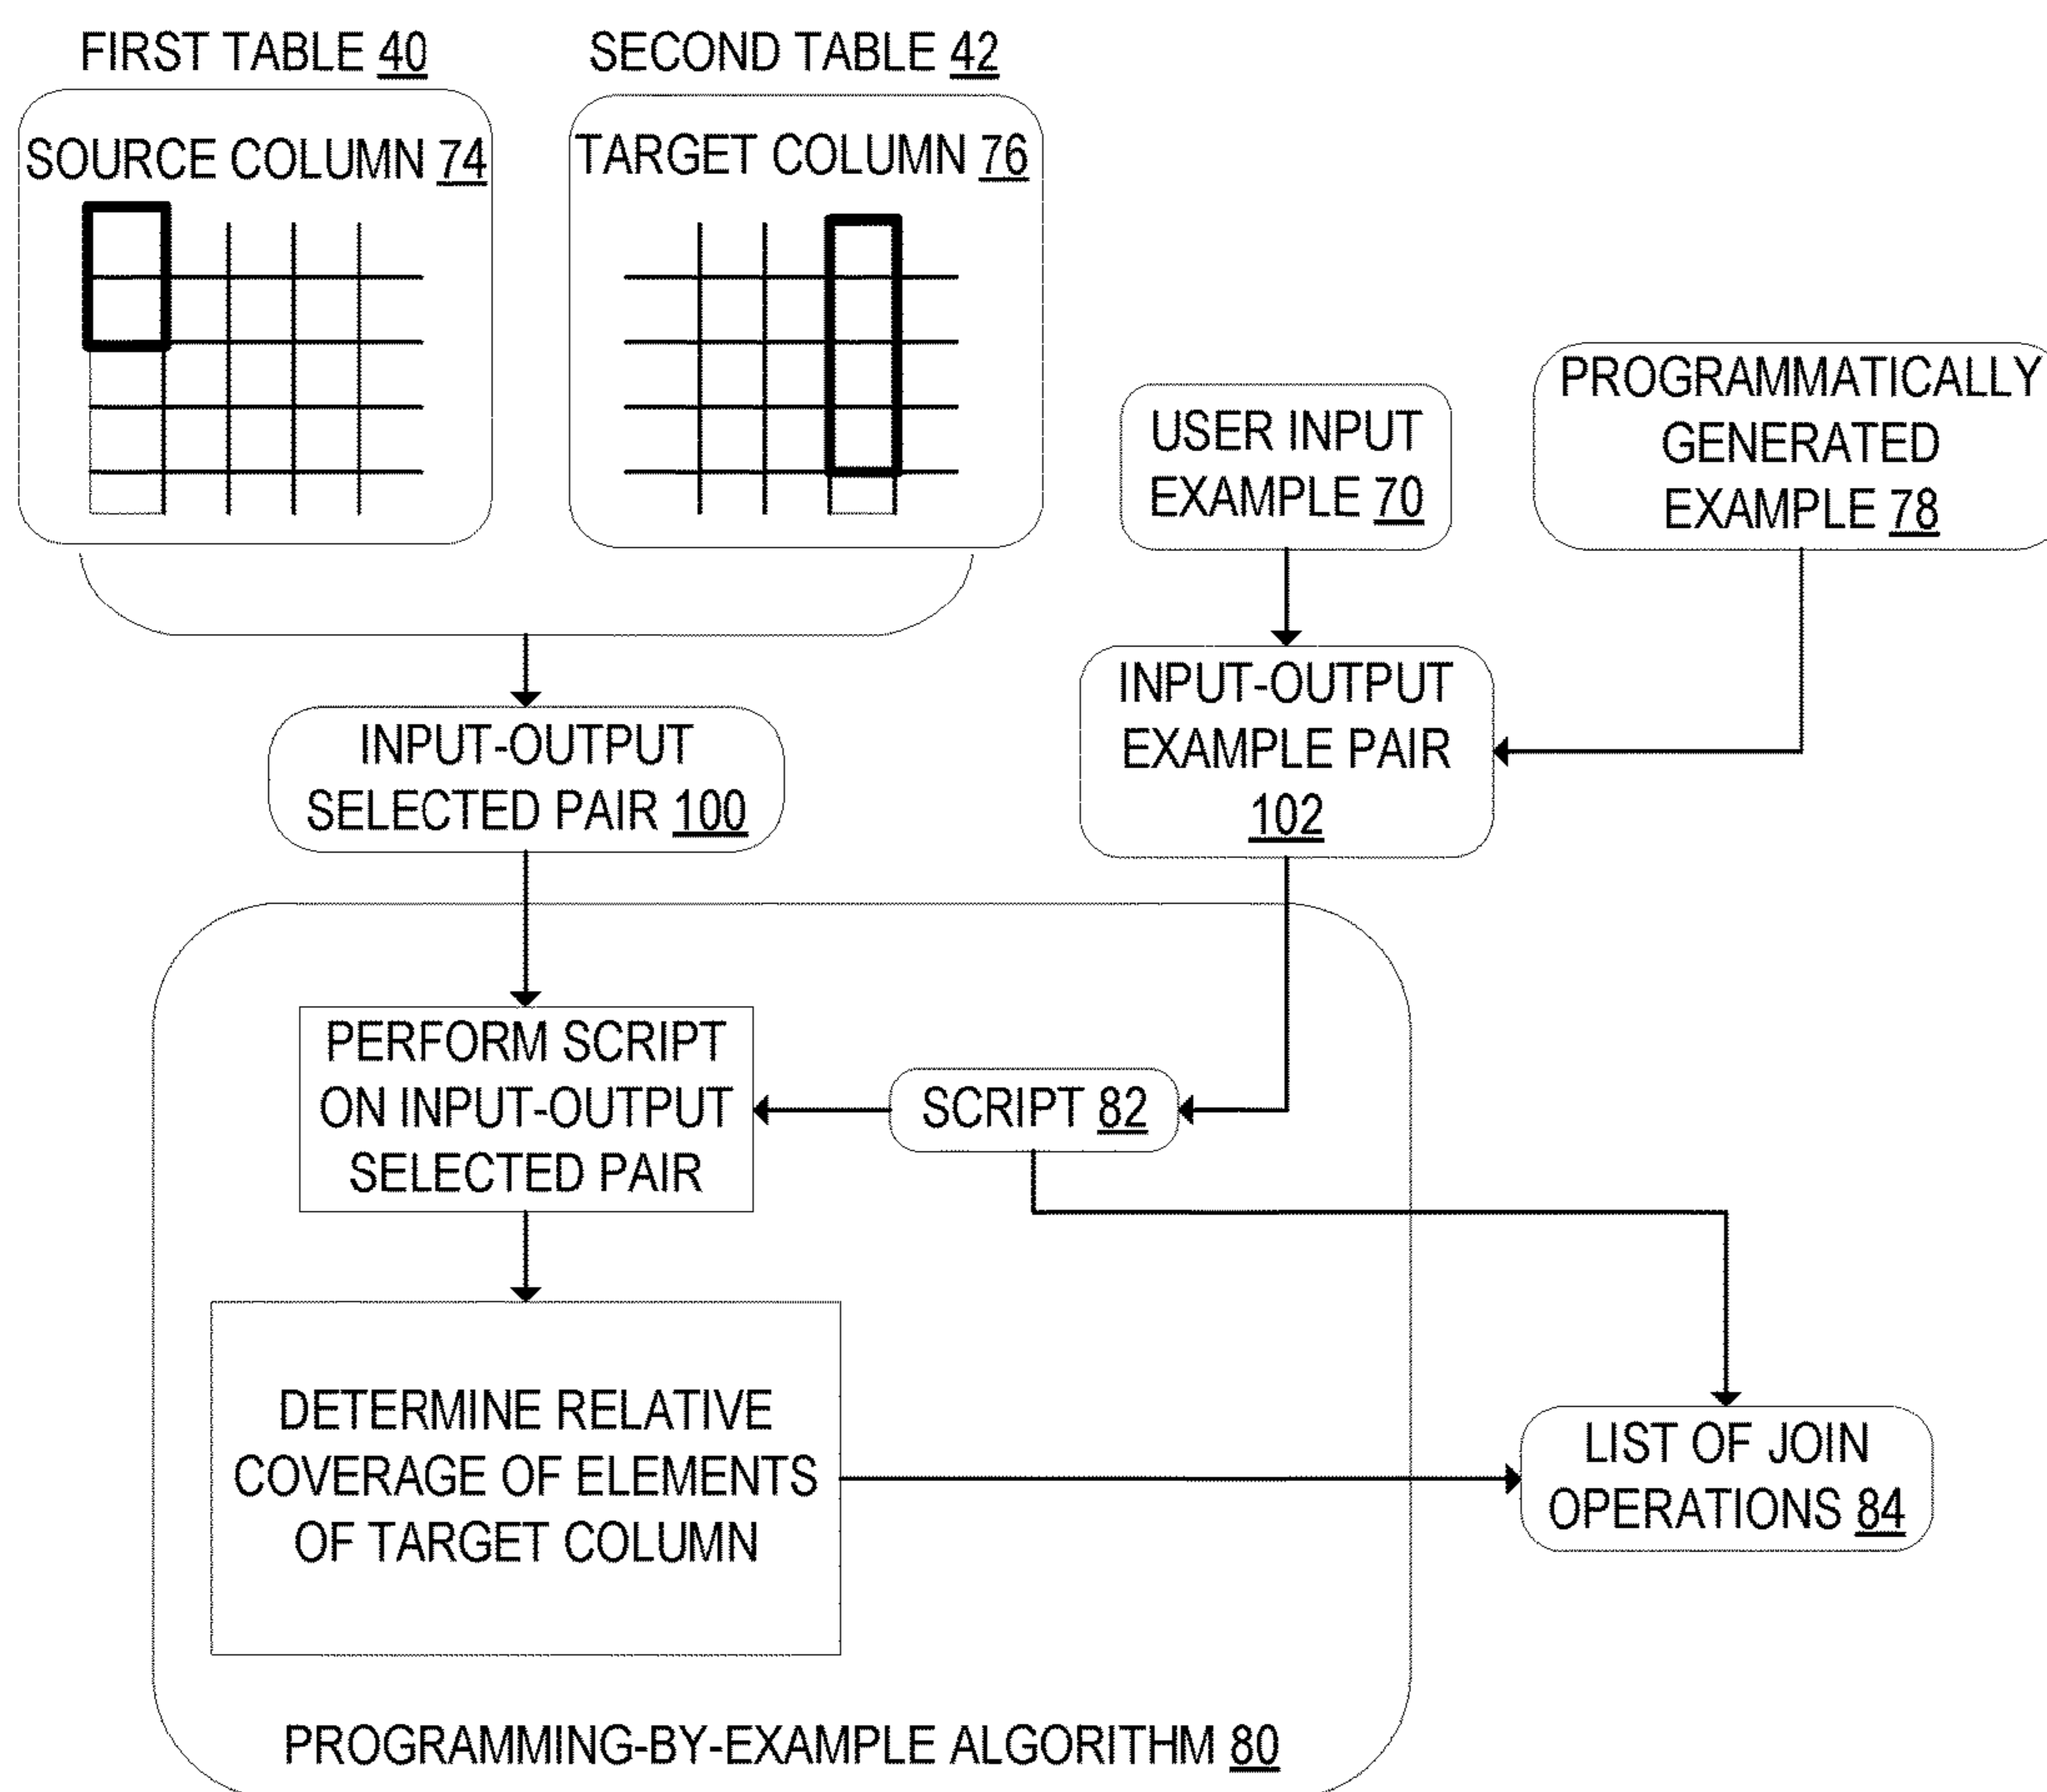 FIRST TABLE 40
SECOND TABLE 42
SOURCE COLUMN 74
TARGET COLUMN 76
USER INPUT
EXAMPLE 70
PROGRAMMATICALLY
GENERATED
EXAMPLE 78
INPUT-OUTPUT
SELECTED PAIR 100
INPUT-OUTPUT
EXAMPLE PAIR
102
PERFORM SCRIPT
ON INPUT-OUTPUT
SELECTED PAIR
SCRIPT 82
DETERMINE RELATIVE
COVERAGE OF ELEMENTS
OF TARGET COLUMN
LIST OF JOIN
OPERATIONS 84
PROGRAMMING-BY-EXAMPLE ALGORITHM 80